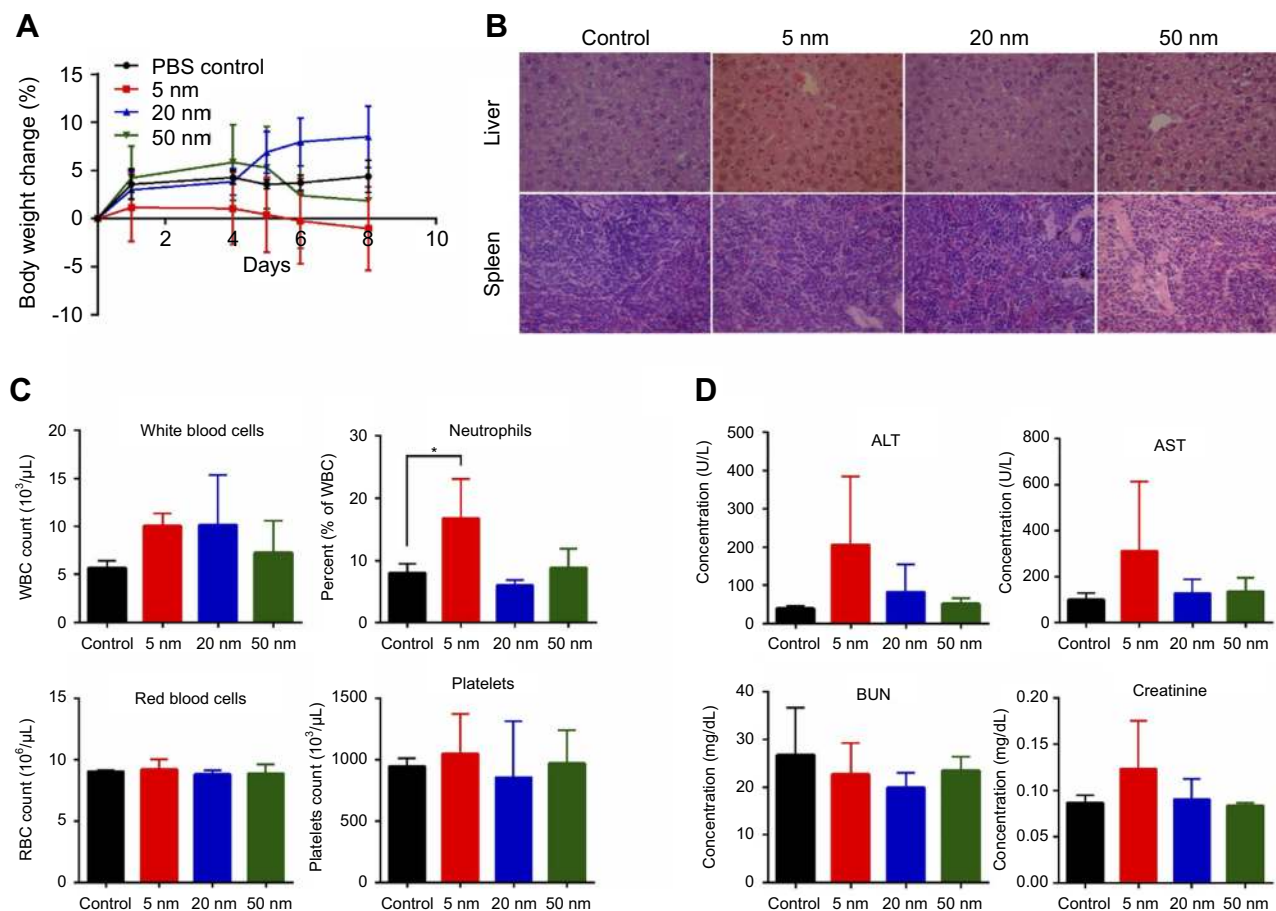 A
Body weight change (%)
15
10
5
0
-5
-10
2
4
6
8
10
Days
PBS control
5 nm
20 nm
50 nm
B
Control
5 nm
20 nm
50 nm
Liver
Spleen
C
White blood cells
WBC count (10³/µL)
20
15
10
5
0
Control
5 nm
20 nm
50 nm
Neutrophils
Percent (% of WBC)
30
20
10
0
*
Control
5 nm
20 nm
50 nm
Red blood cells
RBC count (10⁶/µL)
15
10
5
0
Control
5 nm
20 nm
50 nm
Platelets
Platelets count (10³/µL)
1500
1000
500
0
Control
5 nm
20 nm
50 nm
D
ALT
Concentration (U/L)
500
400
300
200
100
0
Control
5 nm
20 nm
50 nm
AST
Concentration (U/L)
800
600
400
200
0
Control
5 nm
20 nm
50 nm
BUN
Concentration (mg/dL)
40
30
20
10
0
Control
5 nm
20 nm
50 nm
Creatinine
Concentration (mg/dL)
0.20
0.15
0.10
0.05
0.00
Control
5 nm
20 nm
50 nm